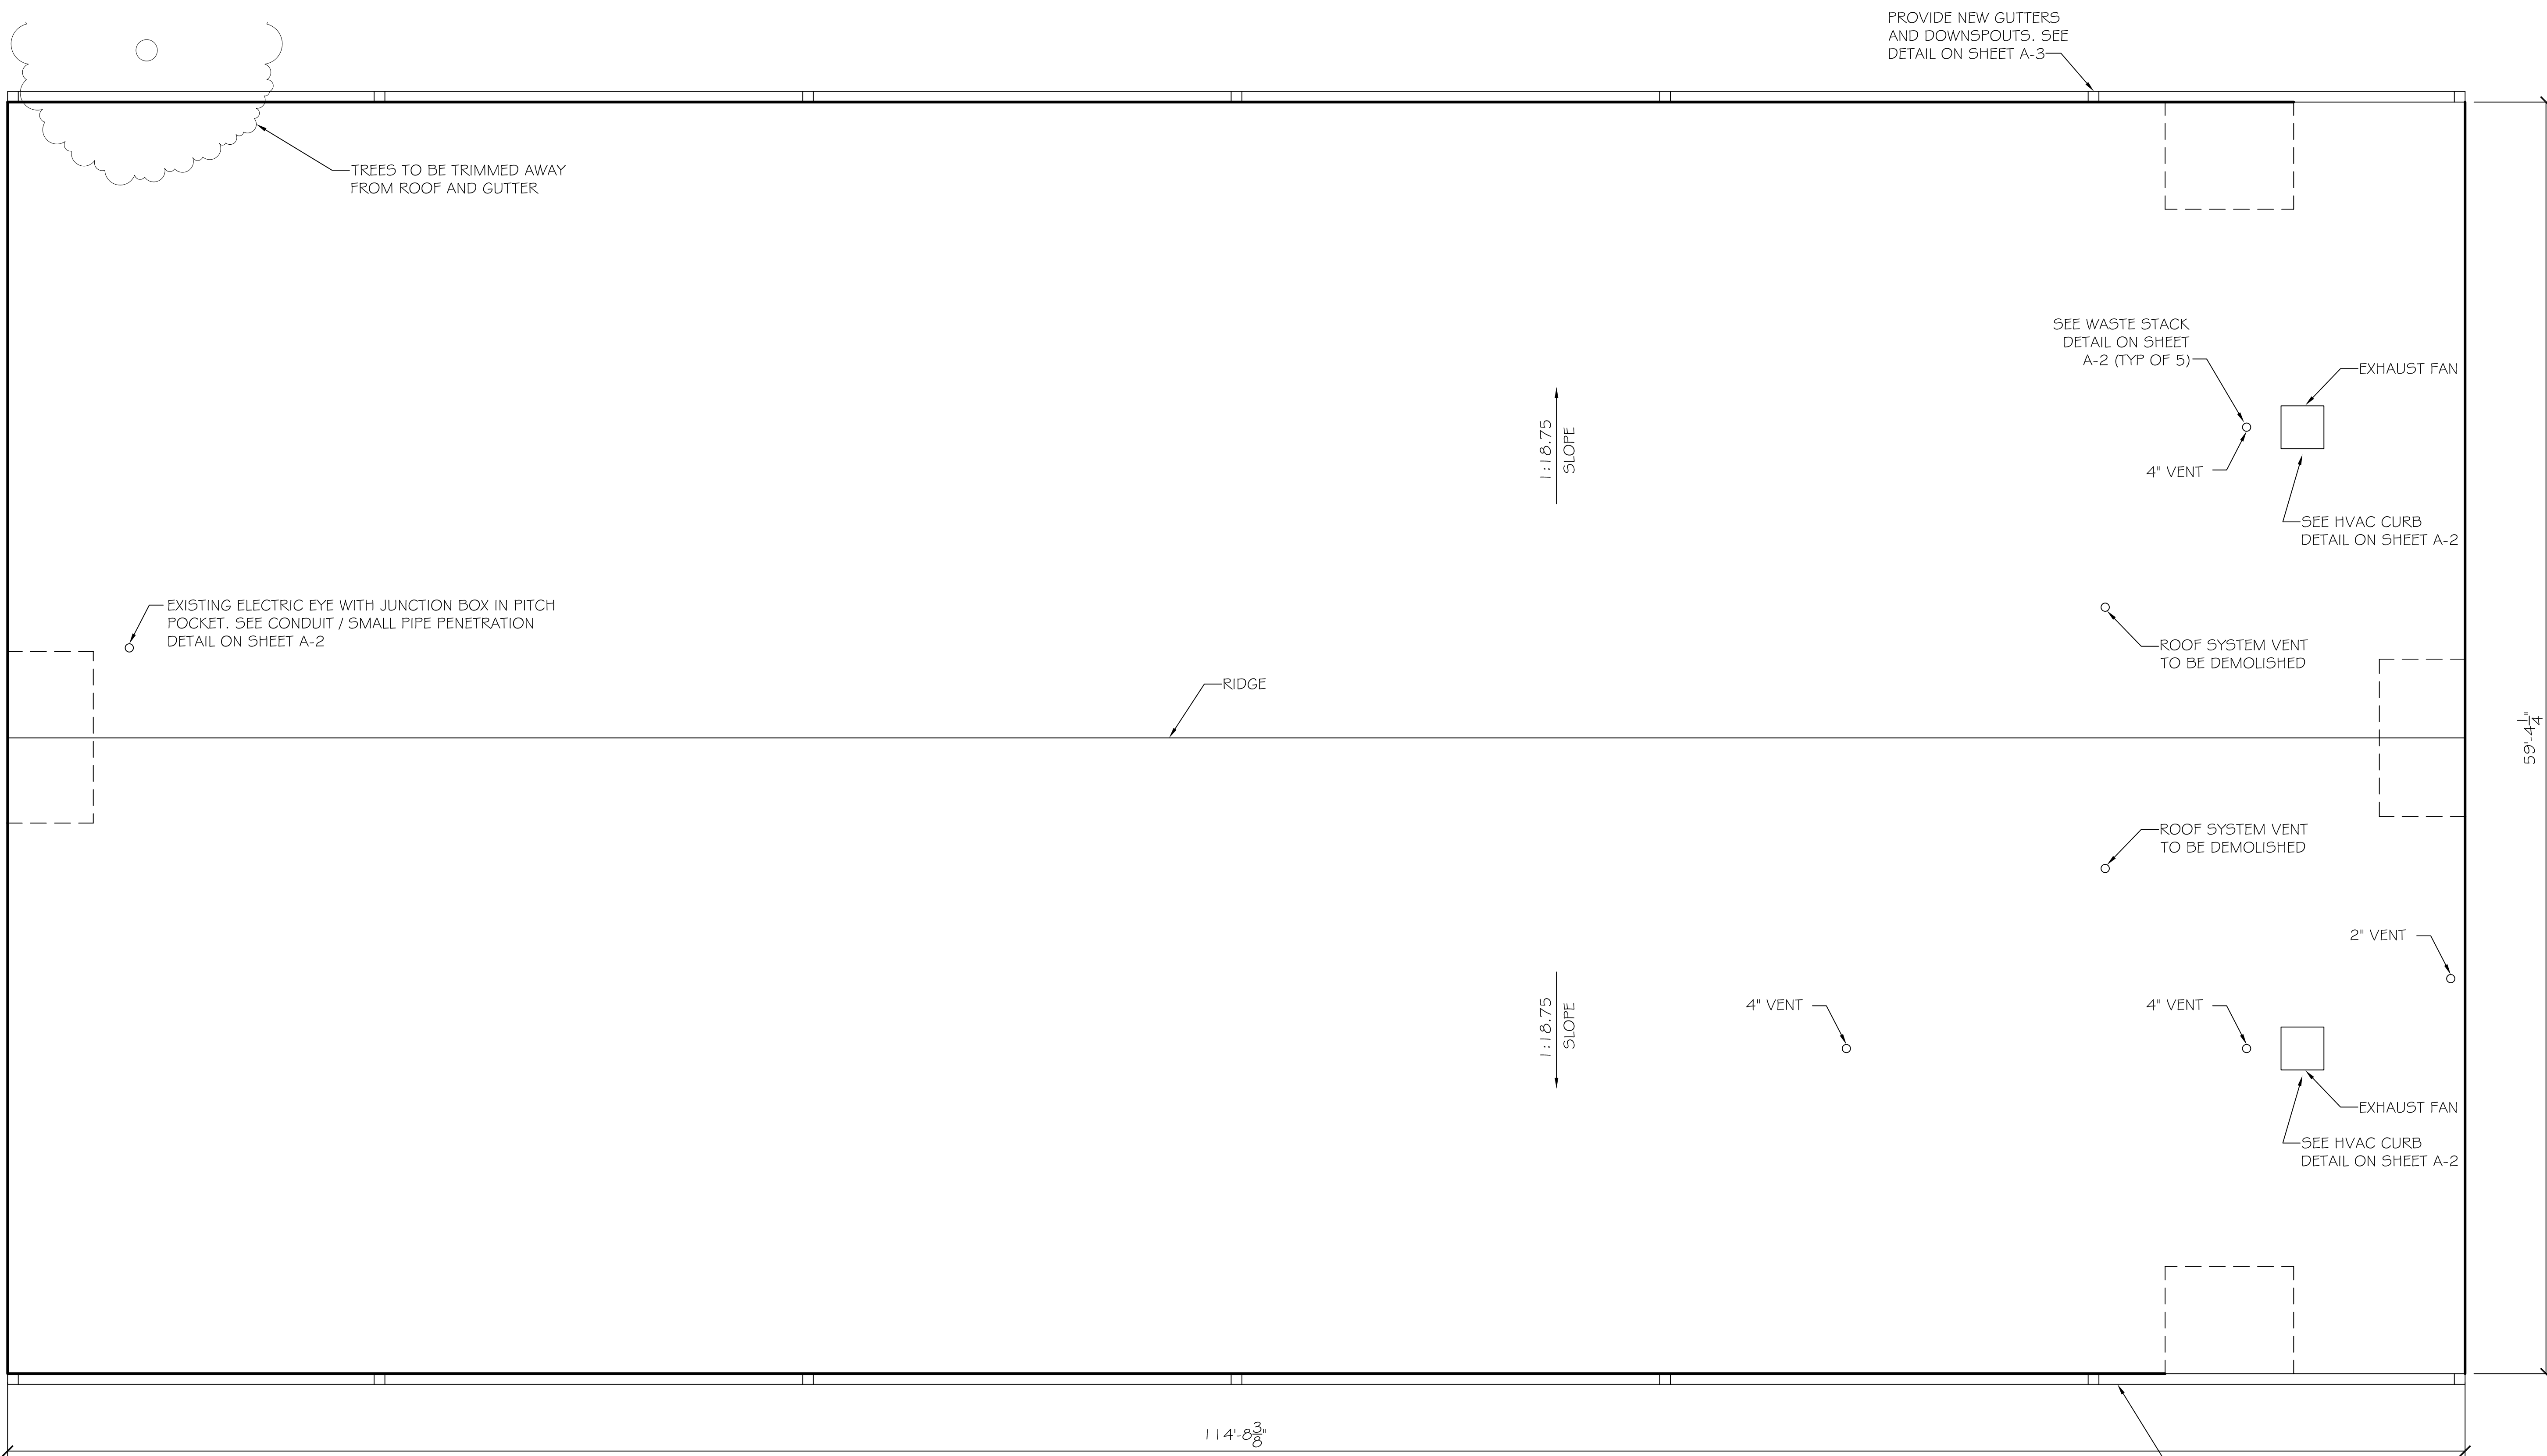 PROVIDE NEW GUTTERS
AND DOWNSPOUTS. SEE
DETAIL ON SHEET A-3
TREES TO BE TRIMMED AWAY
FROM ROOF AND GUTTER
SEE WASTE STACK
DETAIL ON SHEET
A-2 (TYP OF 5)
EXHAUST FAN
1:18.75
SLOPE
4" VENT
SEE HVAC CURB
DETAIL ON SHEET A-2
EXISTING ELECTRIC EYE WITH JUNCTION BOX IN PITCH
POCKET. SEE CONDUIT / SMALL PIPE PENETRATION
DETAIL ON SHEET A-2
ROOF SYSTEM VENT
TO BE DEMOLISHED
RIDGE
59'-4 1/4"
ROOF SYSTEM VENT
TO BE DEMOLISHED
2" VENT
1:18.75
SLOPE
4" VENT
4" VENT
EXHAUST FAN
SEE HVAC CURB
DETAIL ON SHEET A-2
114'-8 3/8"